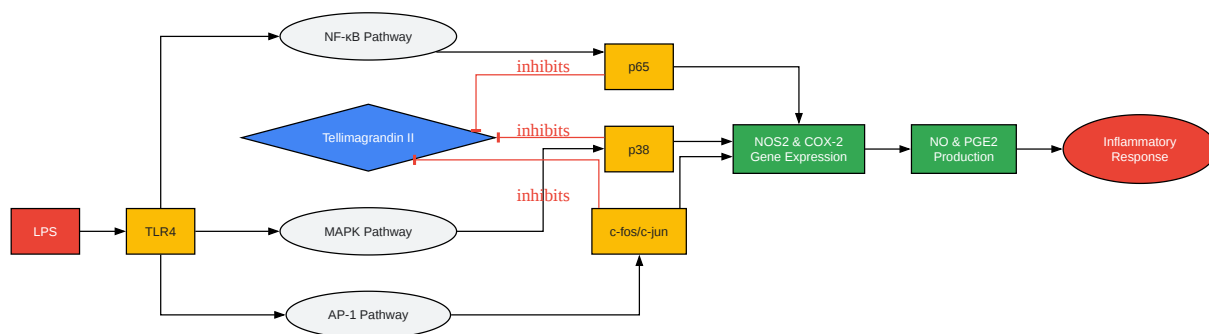 NF-κB Pathway
inhibits
p65
Tellimagrandin II
inhibits
p38
NOS2 & COX-2
Gene Expression
NO & PGE2
Production
Inflammatory
Response
inhibits
LPS
TLR4
MAPK Pathway
c-fos/c-jun
AP-1 Pathway